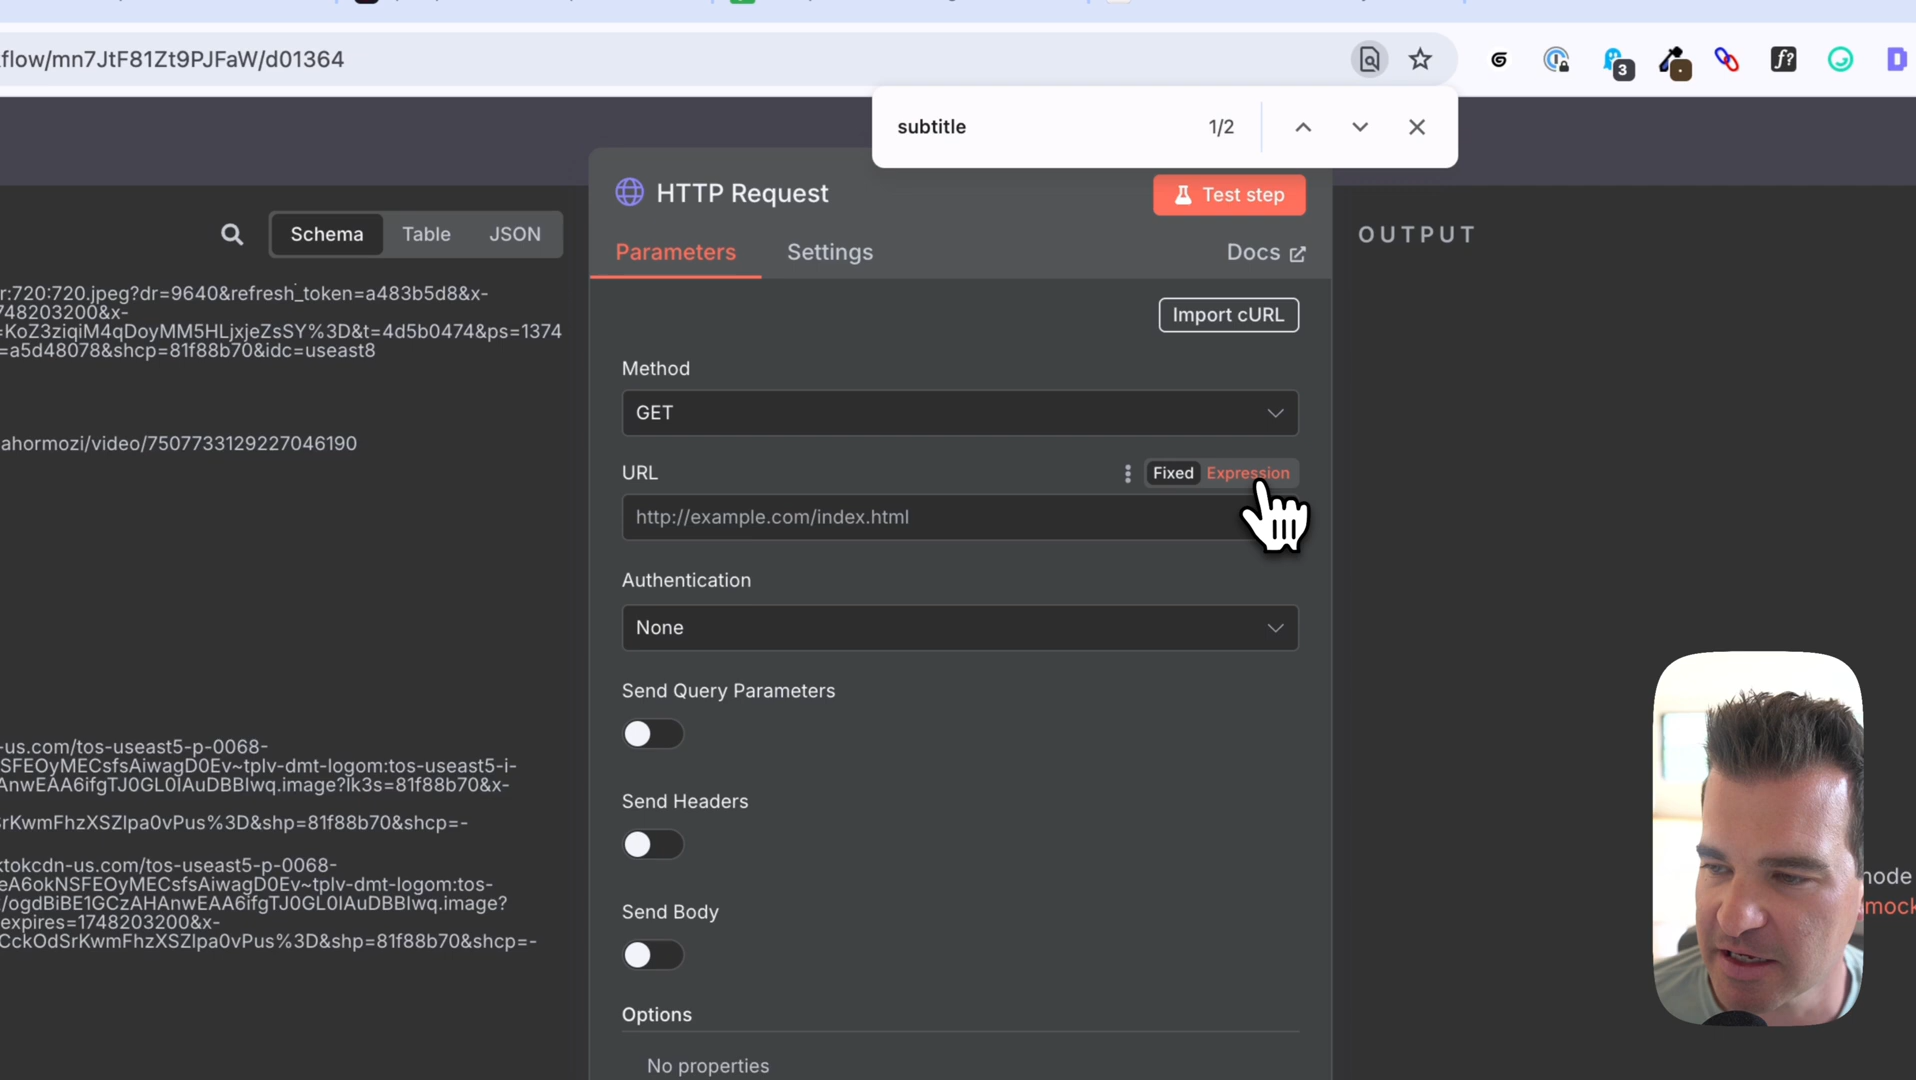 flow/mn7JtF81Zt9PJFaW/d01364
3
subtitle 1/2
HTTP Request
Test step
Schema Table JSON
Parameters Settings Docs
OUTPUT
r:720:720.jpeg?dr=9640&refresh_token=a483b5d8&x-
748203200&x-
=KoZ3ziqiM4qDoyMM5HLjxjeZsSY%3D&t=4d5b0474&ps=1374
=a5d48078&shcp=81f88b70&idc=useast8
Import cURL
Method
GET
ahormozi/video/7507733129227046190
URL
Fixed Expression
http://example.com/index.html
Authentication
None
Send Query Parameters
-us.com/tos-useast5-p-0068-
SFEOyMECsfsAiwagD0Ev~tplv-dmt-logom:tos-useast5-i-
AnwEAA6ifgTJ0GL0IAuDBBIwq.image?lk3s=81f88b70&x-
SrKwmFhzXSZIpa0vPus%3D&shp=81f88b70&shcp=-
Send Headers
ktokcdn-us.com/tos-useast5-p-0068-
eA6okNSFEOyMECsfsAiwagD0Ev~tplv-dmt-logom:tos-
/ogdBiBE1GCzAHAnwEAA6ifgTJ0GL0IAuDBBIwq.image?
expires=1748203200&x-
CckOdSrKwmFhzXSZIpa0vPus%3D&shp=81f88b70&shcp=-
Send Body
node
mock
Options
No properties